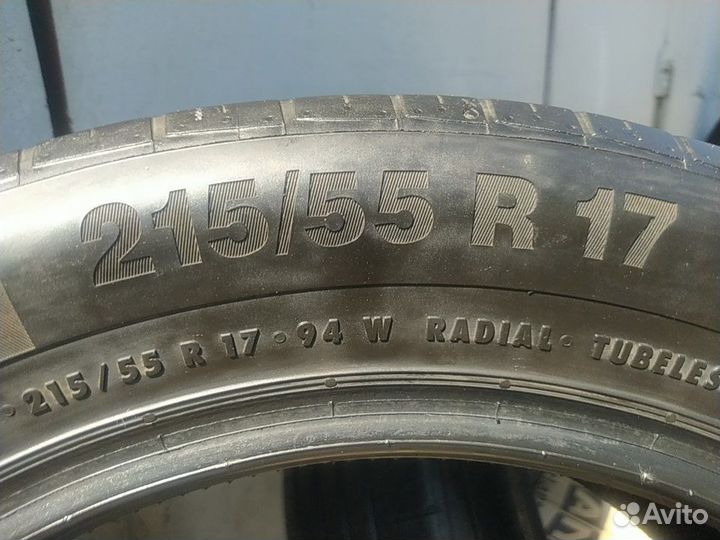 215/55 R 17
215/55 R 17 • 94 W RADIAL • TUBELES
Avito